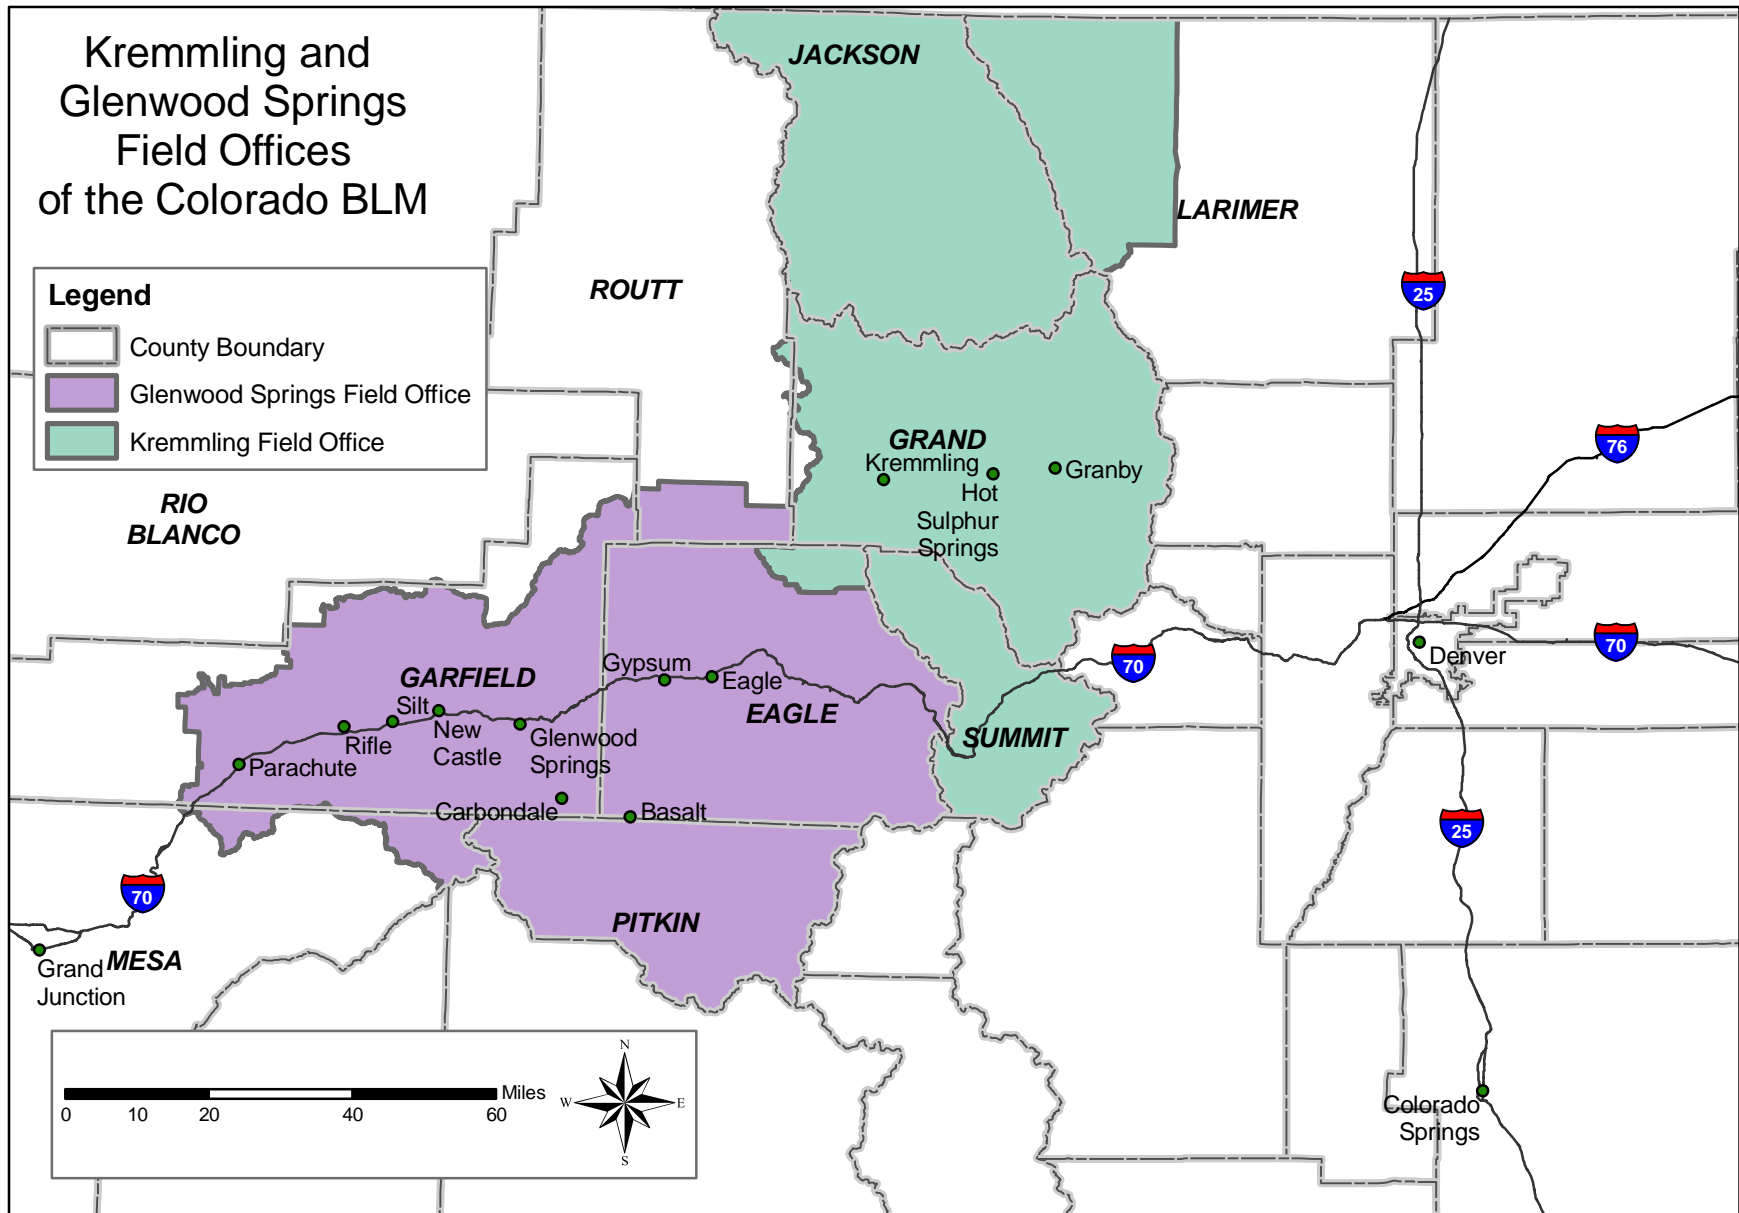 Kremmling and
Glenwood Springs
Field Offices
of the Colorado BLM
Legend
County Boundary
Glenwood Springs Field Office
Kremmling Field Office
JACKSON
LARIMER
ROUTT
25
76
GRAND
Kremmling
Hot
Sulphur
Springs
Granby
RIO
BLANCO
70
70
Denver
GARFIELD
Gypsum
Eagle
EAGLE
SUMMIT
Silt
New
Castle
Rifle
Glenwood
Springs
Parachute
Carbondale
Basalt
25
70
PITKIN
MESA
Grand
Junction
Colorado
Springs
Miles
0 10 20 40 60
N
W E
S